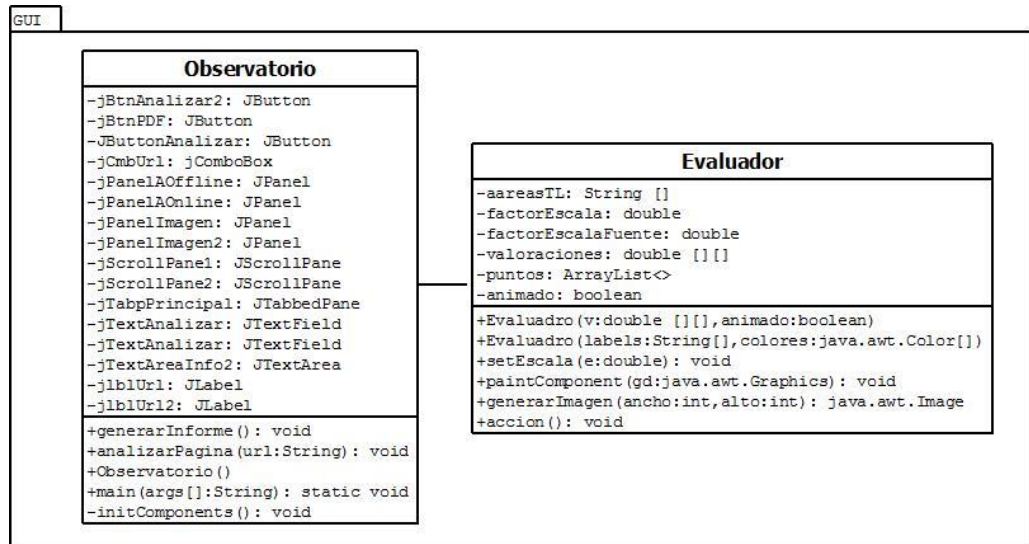 GUI
Observatorio
-jBtnAnalizar2: JButton
-jBtnPDF: JButton
-JButtonAnalizar: JButton
-jCmbUrl: jComboBox
-jPanelAOffline: JPanel
-jPanelAOnline: JPanel
-jPanelImagen: JPanel
-jPanelImagen2: JPanel
-jScrollPane1: JScrollPane
-jScrollPane2: JScrollPane
-jTabpPrincipal: JTabbedPane
-jTextAnalizar: JTextField
-jTextAnalizar: JTextField
-jTextAreaInfo2: JTextArea
-jlblUrl: JLabel
-jlblUrl2: JLabel
+generarInforme(): void
+analizarPagina(url:String): void
+Observatorio()
+main(args[]:String): static void
-initComponents(): void
Evaluador
-aareasTL: String []
-factorEscala: double
-factorEscalaFuente: double
-valoraciones: double [][]
-puntos: ArrayList<>
-animado: boolean
+Evaluadro(v:double [][],animado:boolean)
+Evaluadro(labels:String[],colores:java.awt.Color[])
+setEscala(e:double): void
+paintComponent(gd:java.awt.Graphics): void
+generarImagen(ancho:int,alto:int): java.awt.Image
+accion(): void